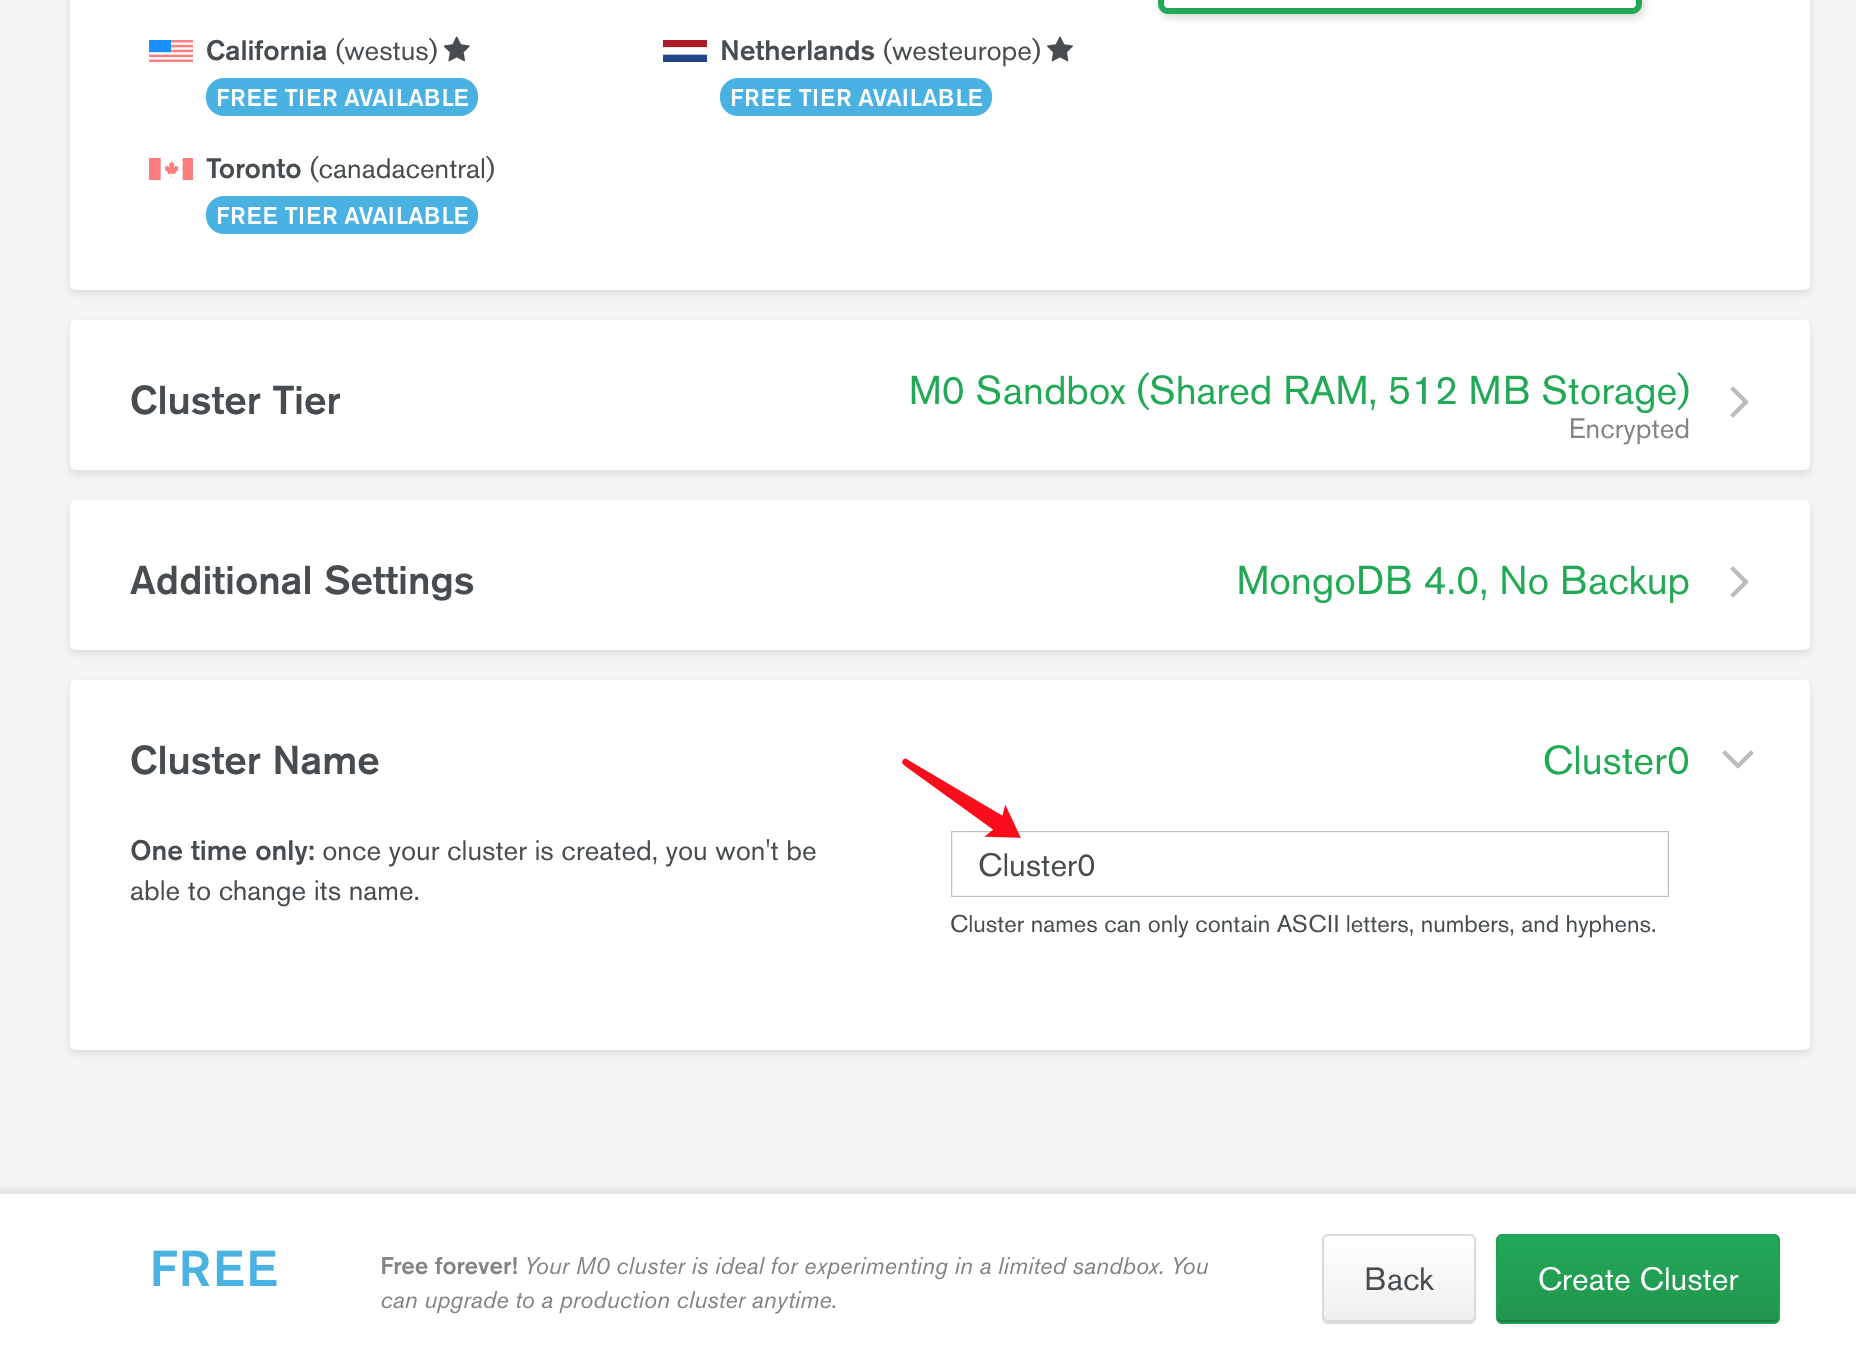 California (westus)
FREE TIER AVAILABLE
Netherlands (westeurope)
FREE TIER AVAILABLE
Toronto (canadacentral)
FREE TIER AVAILABLE
Cluster Tier
M0 Sandbox (Shared RAM, 512 MB Storage)
Encrypted
Additional Settings
MongoDB 4.0, No Backup
Cluster Name
Cluster0
One time only: once your cluster is created, you won't be
able to change its name.
Cluster0
Cluster names can only contain ASCII letters, numbers, and hyphens.
FREE
Free forever! Your M0 cluster is ideal for experimenting in a limited sandbox. You
can upgrade to a production cluster anytime.
Back
Create Cluster